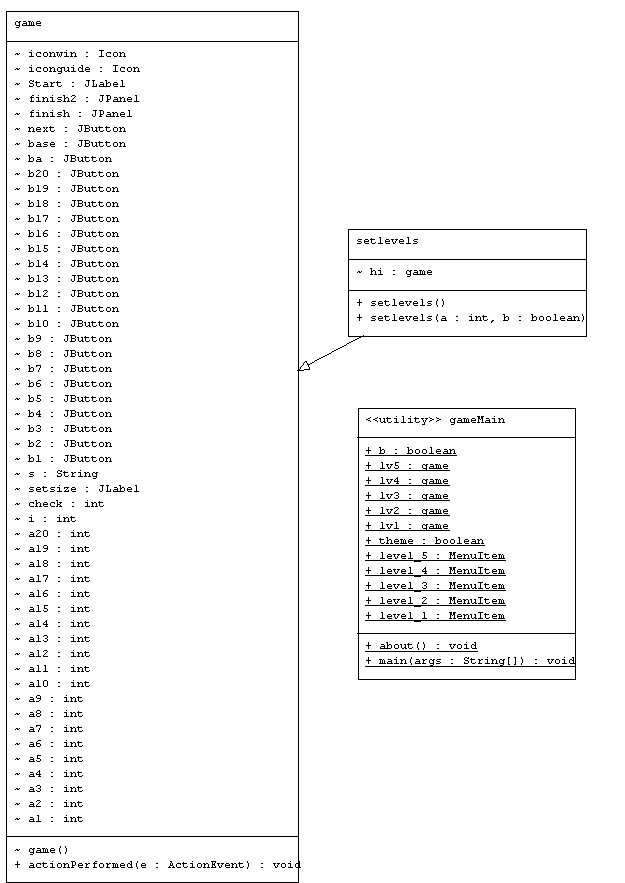 game
~ iconwin : Icon
~ iconguide : Icon
~ Start : JLabel
~ finish2 : JPanel
~ finish : JPanel
~ next : JButton
~ base : JButton
~ ba : JButton
~ b20 : JButton
~ b19 : JButton
~ b18 : JButton
~ b17 : JButton
~ b16 : JButton
~ b15 : JButton
~ b14 : JButton
~ b13 : JButton
~ b12 : JButton
~ b11 : JButton
~ b10 : JButton
~ b9 : JButton
~ b8 : JButton
~ b7 : JButton
~ b6 : JButton
~ b5 : JButton
~ b4 : JButton
~ b3 : JButton
~ b2 : JButton
~ b1 : JButton
~ s : String
~ setsize : JLabel
~ check : int
~ i : int
~ a20 : int
~ a19 : int
~ a18 : int
~ a17 : int
~ a16 : int
~ a15 : int
~ a14 : int
~ a13 : int
~ a12 : int
~ a11 : int
~ a10 : int
~ a9 : int
~ a8 : int
~ a7 : int
~ a6 : int
~ a5 : int
~ a4 : int
~ a3 : int
~ a2 : int
~ a1 : int
~ game()
+ actionPerformed(e : ActionEvent) : void
setlevels
~ hi : game
+ setlevels()
+ setlevels(a : int, b : boolean)
<<utility>> gameMain
+ b : boolean
+ lv5 : game
+ lv4 : game
+ lv3 : game
+ lv2 : game
+ lv1 : game
+ theme : boolean
+ level_5 : MenuItem
+ level_4 : MenuItem
+ level_3 : MenuItem
+ level_2 : MenuItem
+ level_1 : MenuItem
+ about() : void
+ main(args : String[]) : void